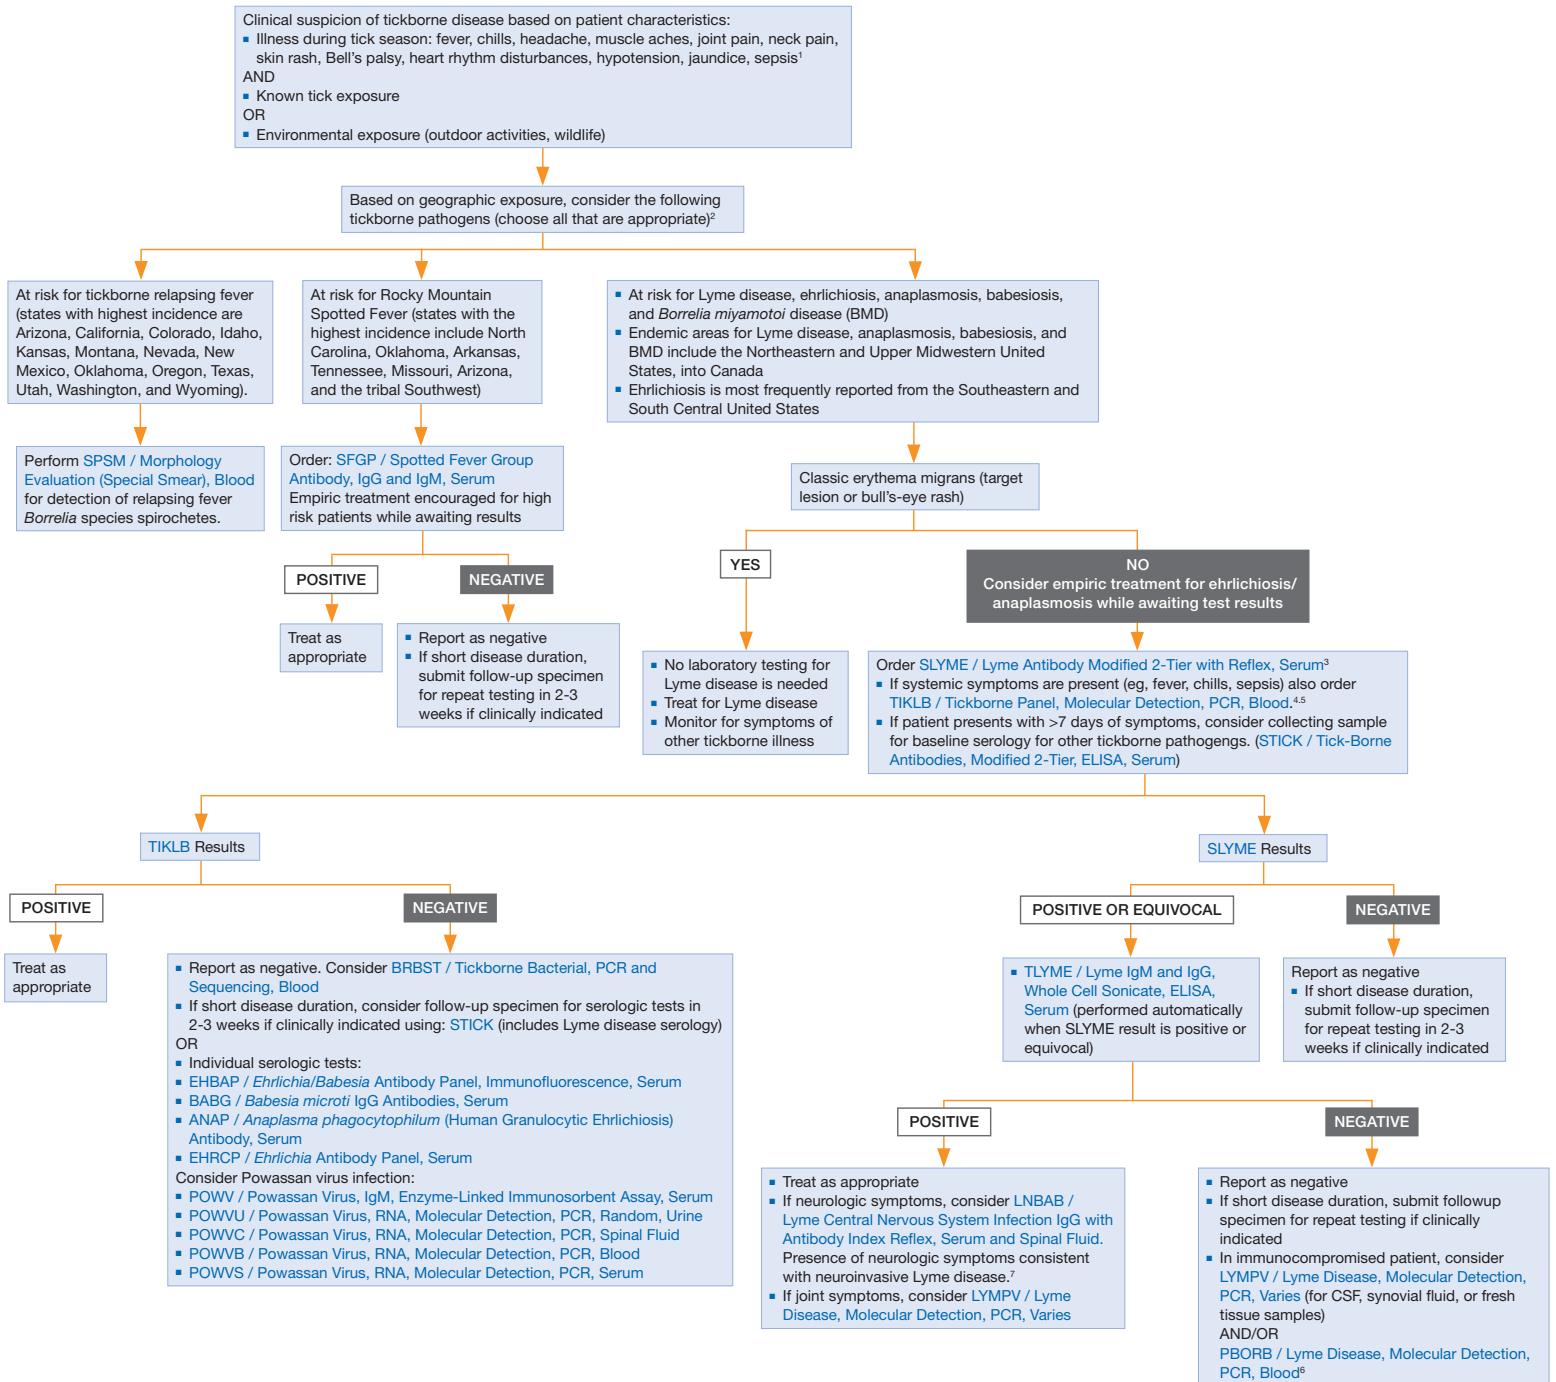 Clinical suspicion of tickborne disease based on patient characteristics:
▪ Illness during tick season: fever, chills, headache, muscle aches, joint pain, neck pain,
skin rash, Bell’s palsy, heart rhythm disturbances, hypotension, jaundice, sepsis¹
AND
▪ Known tick exposure
OR
▪ Environmental exposure (outdoor activities, wildlife)
Based on geographic exposure, consider the following
tickborne pathogens (choose all that are appropriate)²
At risk for tickborne relapsing fever
(states with highest incidence are
Arizona, California, Colorado, Idaho,
Kansas, Montana, Nevada, New
Mexico, Oklahoma, Oregon, Texas,
Utah, Washington, and Wyoming).
At risk for Rocky Mountain
Spotted Fever (states with the
highest incidence include North
Carolina, Oklahoma, Arkansas,
Tennessee, Missouri, Arizona,
and the tribal Southwest)
▪ At risk for Lyme disease, ehrlichiosis, anaplasmosis, babesiosis,
and Borrelia miyamotoi disease (BMD)
▪ Endemic areas for Lyme disease, anaplasmosis, babesiosis, and
BMD include the Northeastern and Upper Midwestern United
States, into Canada
▪ Ehrlichiosis is most frequently reported from the Southeastern and
South Central United States
Perform SPSM / Morphology
Evaluation (Special Smear), Blood
for detection of relapsing fever
Borrelia species spirochetes.
Order: SFGP / Spotted Fever Group
Antibody, IgG and IgM, Serum
Empiric treatment encouraged for high
risk patients while awaiting results
Classic erythema migrans (target
lesion or bull’s-eye rash)
POSITIVE
NEGATIVE
YES
NO
Consider empiric treatment for ehrlichiosis/
anaplasmosis while awaiting test results
Treat as
appropriate
▪ Report as negative
▪ If short disease duration,
submit follow-up specimen
for repeat testing in 2-3
weeks if clinically indicated
▪ No laboratory testing for
Lyme disease is needed
▪ Treat for Lyme disease
▪ Monitor for symptoms of
other tickborne illness
Order SLYME / Lyme Antibody Modified 2-Tier with Reflex, Serum³
▪ If systemic symptoms are present (eg, fever, chills, sepsis) also order
TIKLB / Tickborne Panel, Molecular Detection, PCR, Blood.⁴·⁵
▪ If patient presents with >7 days of symptoms, consider collecting sample
for baseline serology for other tickborne pathogengs. (STICK / Tick-Borne
Antibodies, Modified 2-Tier, ELISA, Serum)
TIKLB Results
SLYME Results
POSITIVE
NEGATIVE
POSITIVE OR EQUIVOCAL
NEGATIVE
Treat as
appropriate
▪ Report as negative. Consider BRBST / Tickborne Bacterial, PCR and
Sequencing, Blood
▪ If short disease duration, consider follow-up specimen for serologic tests in
2-3 weeks if clinically indicated using: STICK (includes Lyme disease serology)
OR
▪ Individual serologic tests:
▪ EHBAP / Ehrlichia/Babesia Antibody Panel, Immunofluorescence, Serum
▪ BABG / Babesia microti IgG Antibodies, Serum
▪ ANAP / Anaplasma phagocytophilum (Human Granulocytic Ehrlichiosis)
Antibody, Serum
▪ EHRCP / Ehrlichia Antibody Panel, Serum
Consider Powassan virus infection:
▪ POWV / Powassan Virus, IgM, Enzyme-Linked Immunosorbent Assay, Serum
▪ POWVU / Powassan Virus, RNA, Molecular Detection, PCR, Random, Urine
▪ POWVC / Powassan Virus, RNA, Molecular Detection, PCR, Spinal Fluid
▪ POWVB / Powassan Virus, RNA, Molecular Detection, PCR, Blood
▪ POWVS / Powassan Virus, RNA, Molecular Detection, PCR, Serum
▪ TLYME / Lyme IgM and IgG,
Whole Cell Sonicate, ELISA,
Serum (performed automatically
when SLYME result is positive or
equivocal)
Report as negative
▪ If short disease duration,
submit follow-up specimen
for repeat testing in 2-3
weeks if clinically indicated
POSITIVE
NEGATIVE
▪ Treat as appropriate
▪ If neurologic symptoms, consider LNBAB /
Lyme Central Nervous System Infection IgG with
Antibody Index Reflex, Serum and Spinal Fluid.
Presence of neurologic symptoms consistent
with neuroinvasive Lyme disease.⁷
▪ If joint symptoms, consider LYMPV / Lyme
Disease, Molecular Detection, PCR, Varies
▪ Report as negative
▪ If short disease duration, submit followup
specimen for repeat testing if clinically
indicated
▪ In immunocompromised patient, consider
LYMPV / Lyme Disease, Molecular Detection,
PCR, Varies (for CSF, synovial fluid, or fresh
tissue samples)
AND/OR
PBORB / Lyme Disease, Molecular Detection,
PCR, Blood⁶